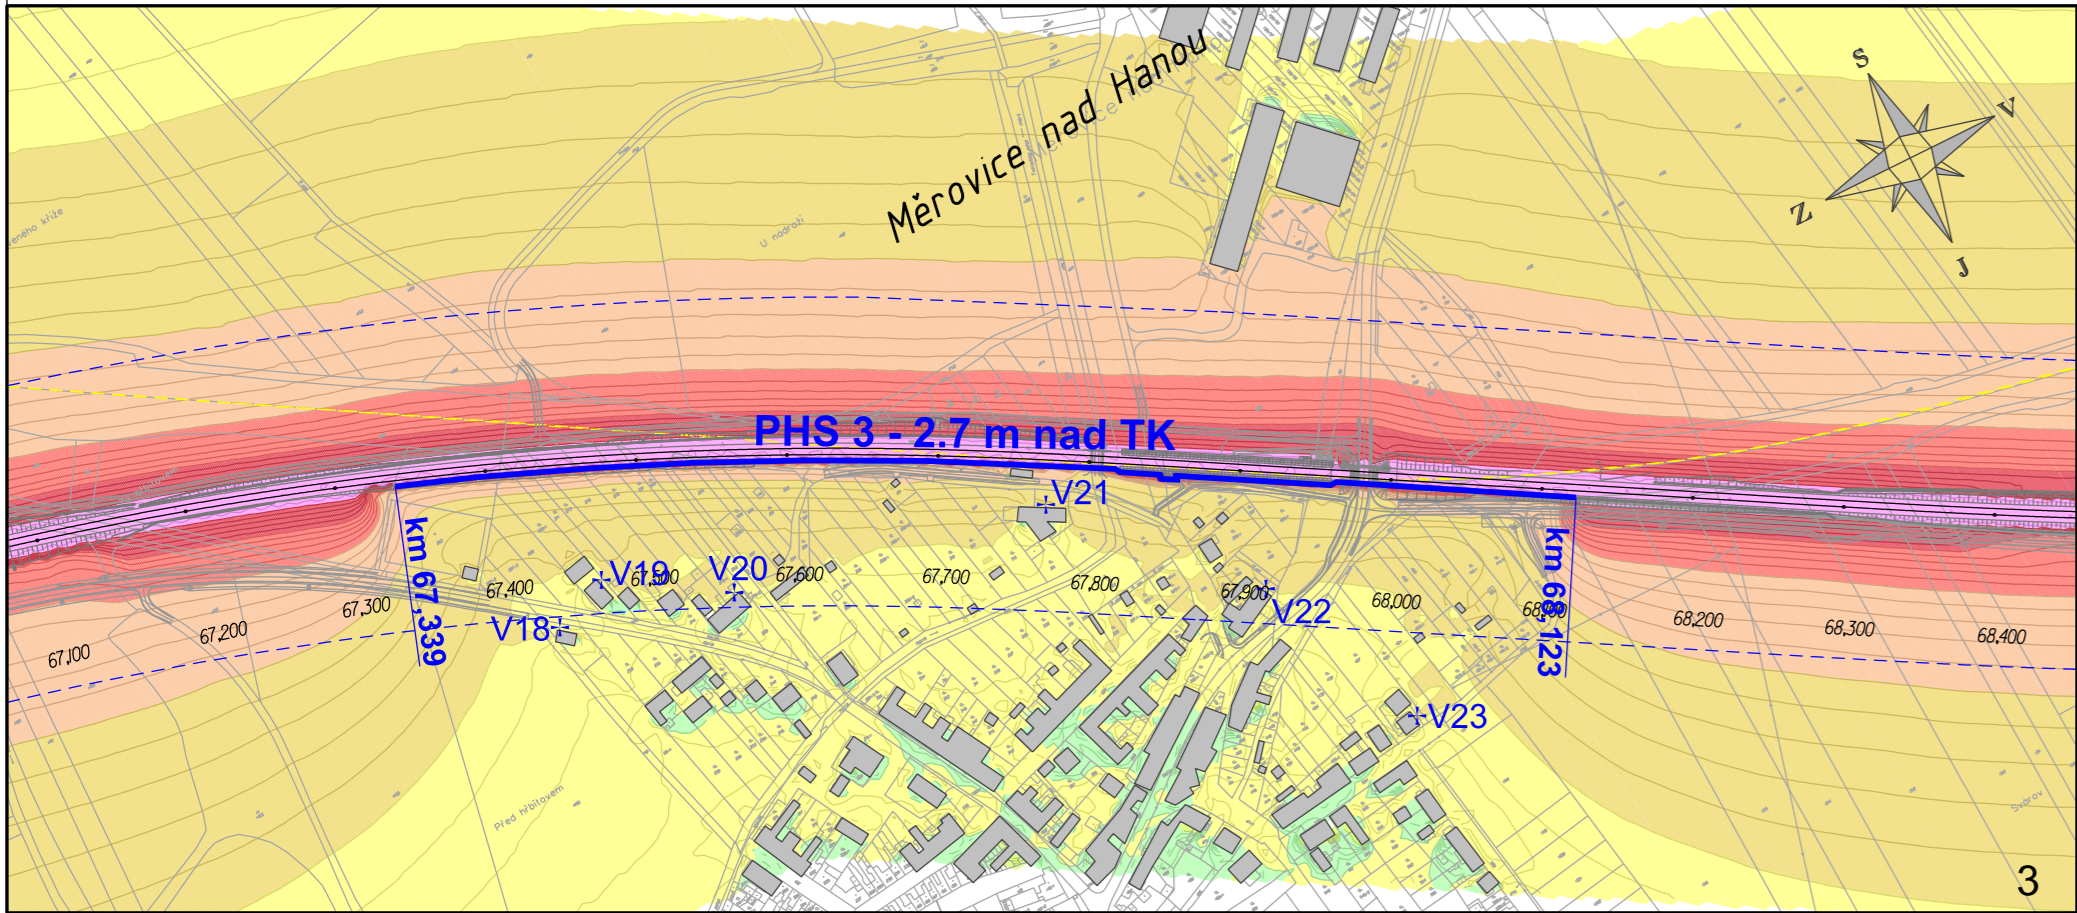 Měrovice nad Hanou
S
V
Z
J
U nádraží
PHS 3 - 2.7 m nad TK
V21
km 67,339
km 68,123
V19
V20
V18
V22
V23
67,100
67,200
67,300
67,400
67,500
67,600
67,700
67,800
67,900
68,000
68,200
68,300
68,400
Před hřbitovem
Svárov
3